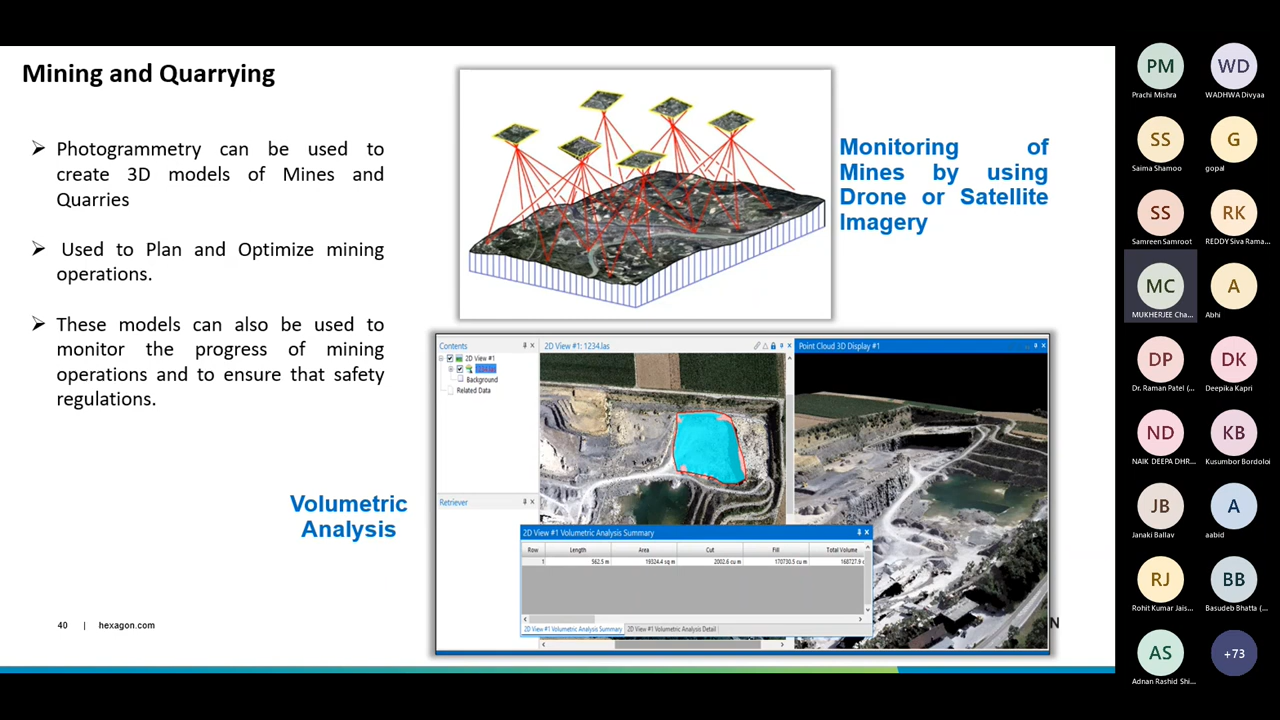 Mining and Quarrying
➢ Photogrammetry can be used to
create 3D models of Mines and
Quarries
➢ Used to Plan and Optimize mining
operations.
➢ These models can also be used to
monitor the progress of mining
operations and to ensure that safety
regulations.
Monitoring of
Mines by using
Drone or Satellite
Imagery
Volumetric
Analysis
Contents
2D View #1
1234.las
Background
Related Data
Retriever
2D View #1: 1234.las
Point Cloud 3D Display #1
2D View #1 Volumetric Analysis Summary
Row Length Area Cut Fill Total Volume
1 562.5 m 19324.4 sq m 2002.6 cu m 170730.5 cu m 168727.9 c
2D View #1 Volumetric Analysis Summary 2D View #1 Volumetric Analysis Detail
40 | hexagon.com
N
PM
Prachi Mishra
WD
WADHWA Divyaa
SS
Saima Shamoo
G
gopal
SS
Samreen Samroot
RK
REDDY Siva Rama...
MC
MUKHERJEE Cha...
A
Abhi
DP
Dr. Raman Patel (...
DK
Deepika Kapri
ND
NAIK DEEPA DHR...
KB
Kusumbor Bordoloi
JB
Janaki Ballav
A
aabid
RJ
Rohit Kumar Jais...
BB
Basudeb Bhatta (...
AS
Adnan Rashid Shi...
+73